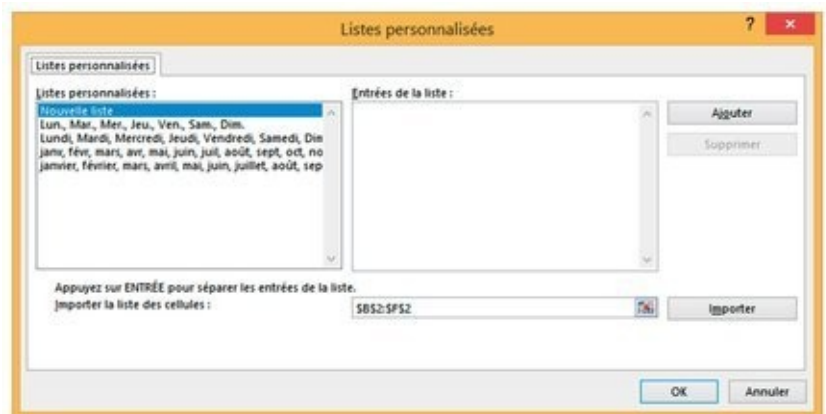 Listes personnalisées
?
Listes personnalisées
Listes personnalisées :
Entrées de la liste :
Nouvelle liste
Lun., Mar., Mer., Jeu., Ven., Sam., Dim.
Lundi, Mardi, Mercredi, Jeudi, Vendredi, Samedi, Dim
janv, févr, mars, avr, mai, juin, juil, août, sept, oct, no
janvier, février, mars, avril, mai, juin, juillet, août, sep
Ajouter
Supprimer
Appuyez sur ENTRÉE pour séparer les entrées de la liste.
Importer la liste des cellules :
$B$2:$F$2
Importer
OK
Annuler